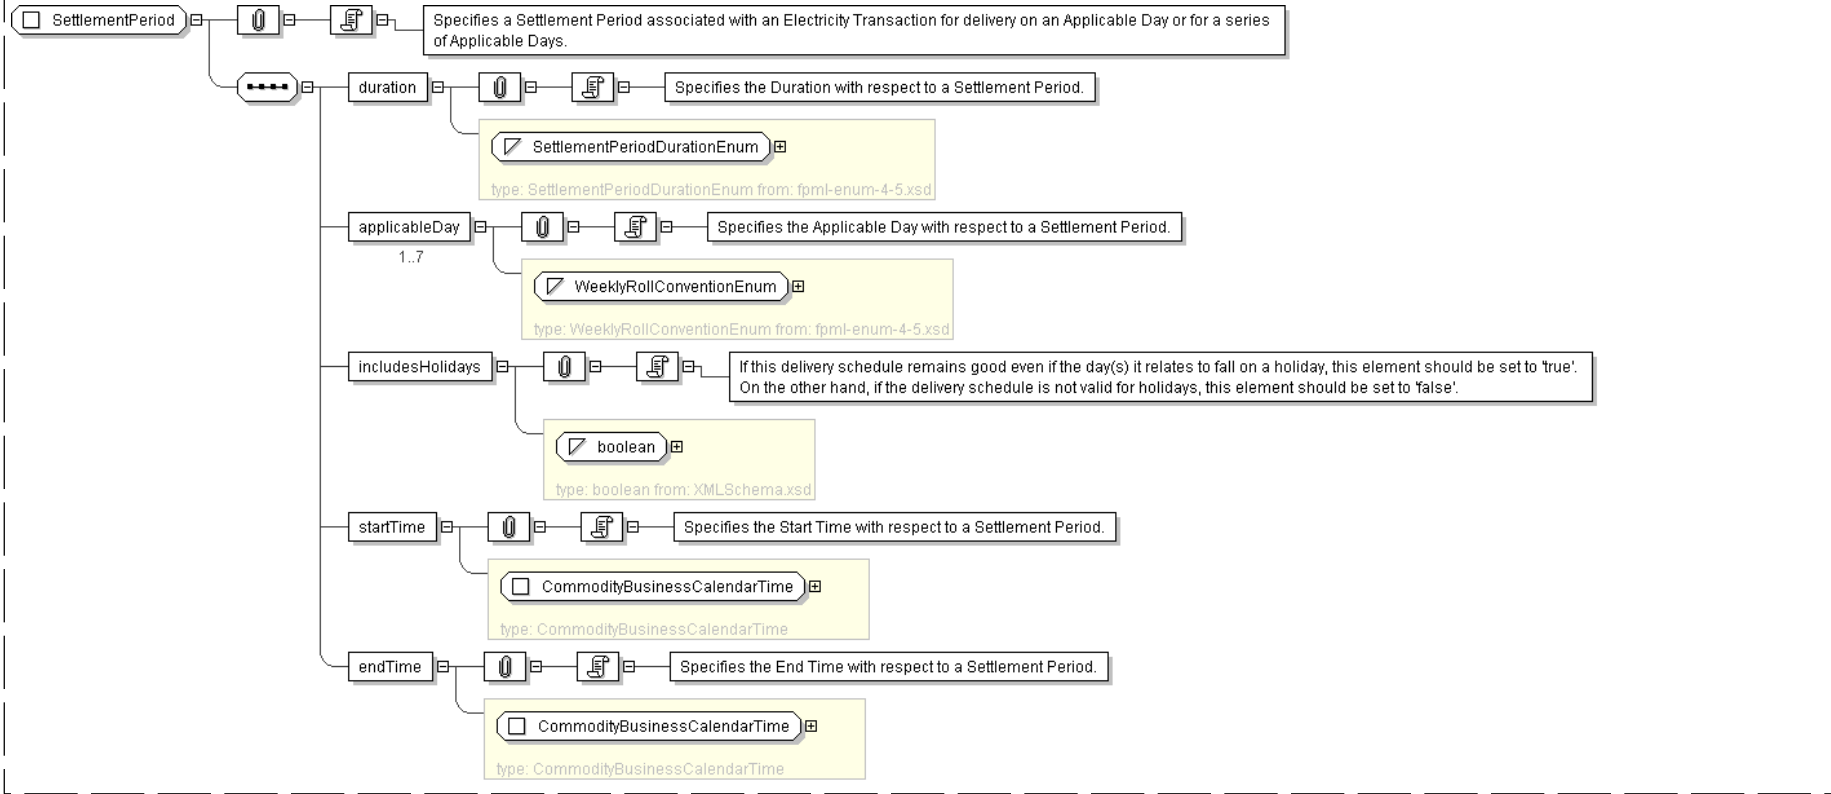 SettlementPeriod
Specifies a Settlement Period associated with an Electricity Transaction for delivery on an Applicable Day or for a series
of Applicable Days.
duration
Specifies the Duration with respect to a Settlement Period.
SettlementPeriodDurationEnum
type: SettlementPeriodDurationEnum from: fpml-enum-4-5.xsd
applicableDay
Specifies the Applicable Day with respect to a Settlement Period.
1..7
WeeklyRollConventionEnum
type: WeeklyRollConventionEnum from: fpml-enum-4-5.xsd
includesHolidays
If this delivery schedule remains good even if the day(s) it relates to fall on a holiday, this element should be set to 'true'.
On the other hand, if the delivery schedule is not valid for holidays, this element should be set to 'false'.
boolean
type: boolean from: XMLSchema.xsd
startTime
Specifies the Start Time with respect to a Settlement Period.
CommodityBusinessCalendarTime
type: CommodityBusinessCalendarTime
endTime
Specifies the End Time with respect to a Settlement Period.
CommodityBusinessCalendarTime
type: CommodityBusinessCalendarTime